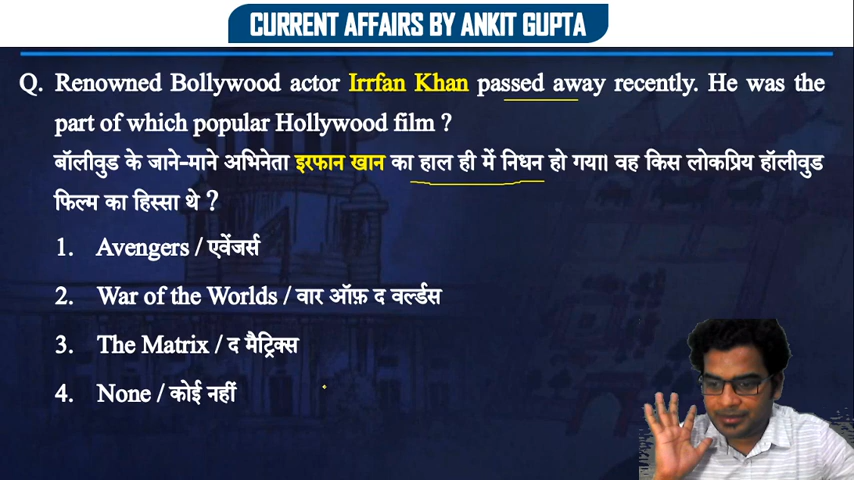 CURRENT AFFAIRS BY ANKIT GUPTA
Q. Renowned Bollywood actor Irrfan Khan passed away recently. He was the
part of which popular Hollywood film ?
बॉलीवुड के जाने-माने अभिनेता इरफान खान का हाल ही में निधन हो गया। वह किस लोकप्रिय हॉलीवुड
फिल्म का हिस्सा थे ?
1. Avengers / एवेंजर्स
2. War of the Worlds / वार ऑफ़ द वर्ल्डस
3. The Matrix / द मैट्रिक्स
4. None / कोई नहीं